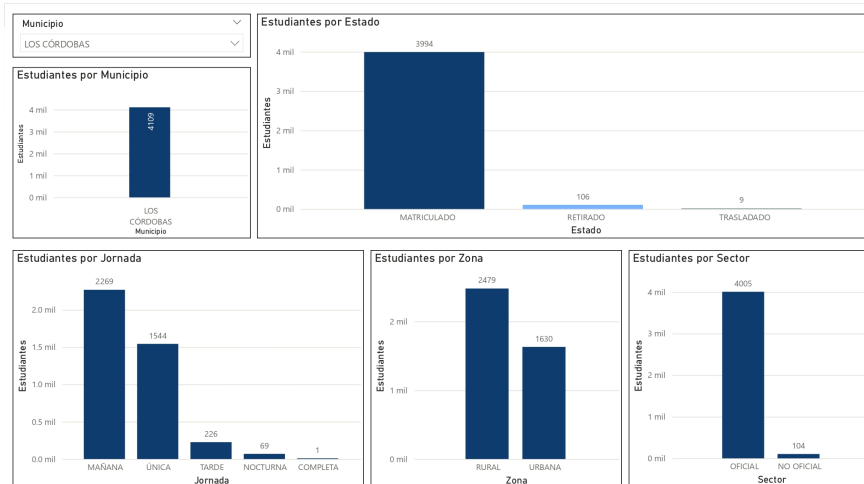 Municipio
LOS CÓRDOBAS
Estudiantes por Municipio
4 mil
3 mil
2 mil
1 mil
0 mil
Estudiantes
4109
LOS
CÓRDOBAS
Municipio
Estudiantes por Estado
4 mil
3 mil
2 mil
1 mil
0 mil
Estudiantes
3994
106
9
MATRICULADO RETIRADO TRASLADADO
Estado
Estudiantes por Jornada
2269
2.0 mil
1544
1.5 mil
1.0 mil
0.5 mil
0.0 mil
Estudiantes
226
69
1
MAÑANA ÚNICA TARDE NOCTURNA COMPLETA
Jornada
Estudiantes por Zona
2479
2 mil
1630
1 mil
0 mil
Estudiantes
RURAL URBANA
Zona
Estudiantes por Sector
4005
4 mil
3 mil
2 mil
1 mil
0 mil
Estudiantes
104
OFICIAL NO OFICIAL
Sector